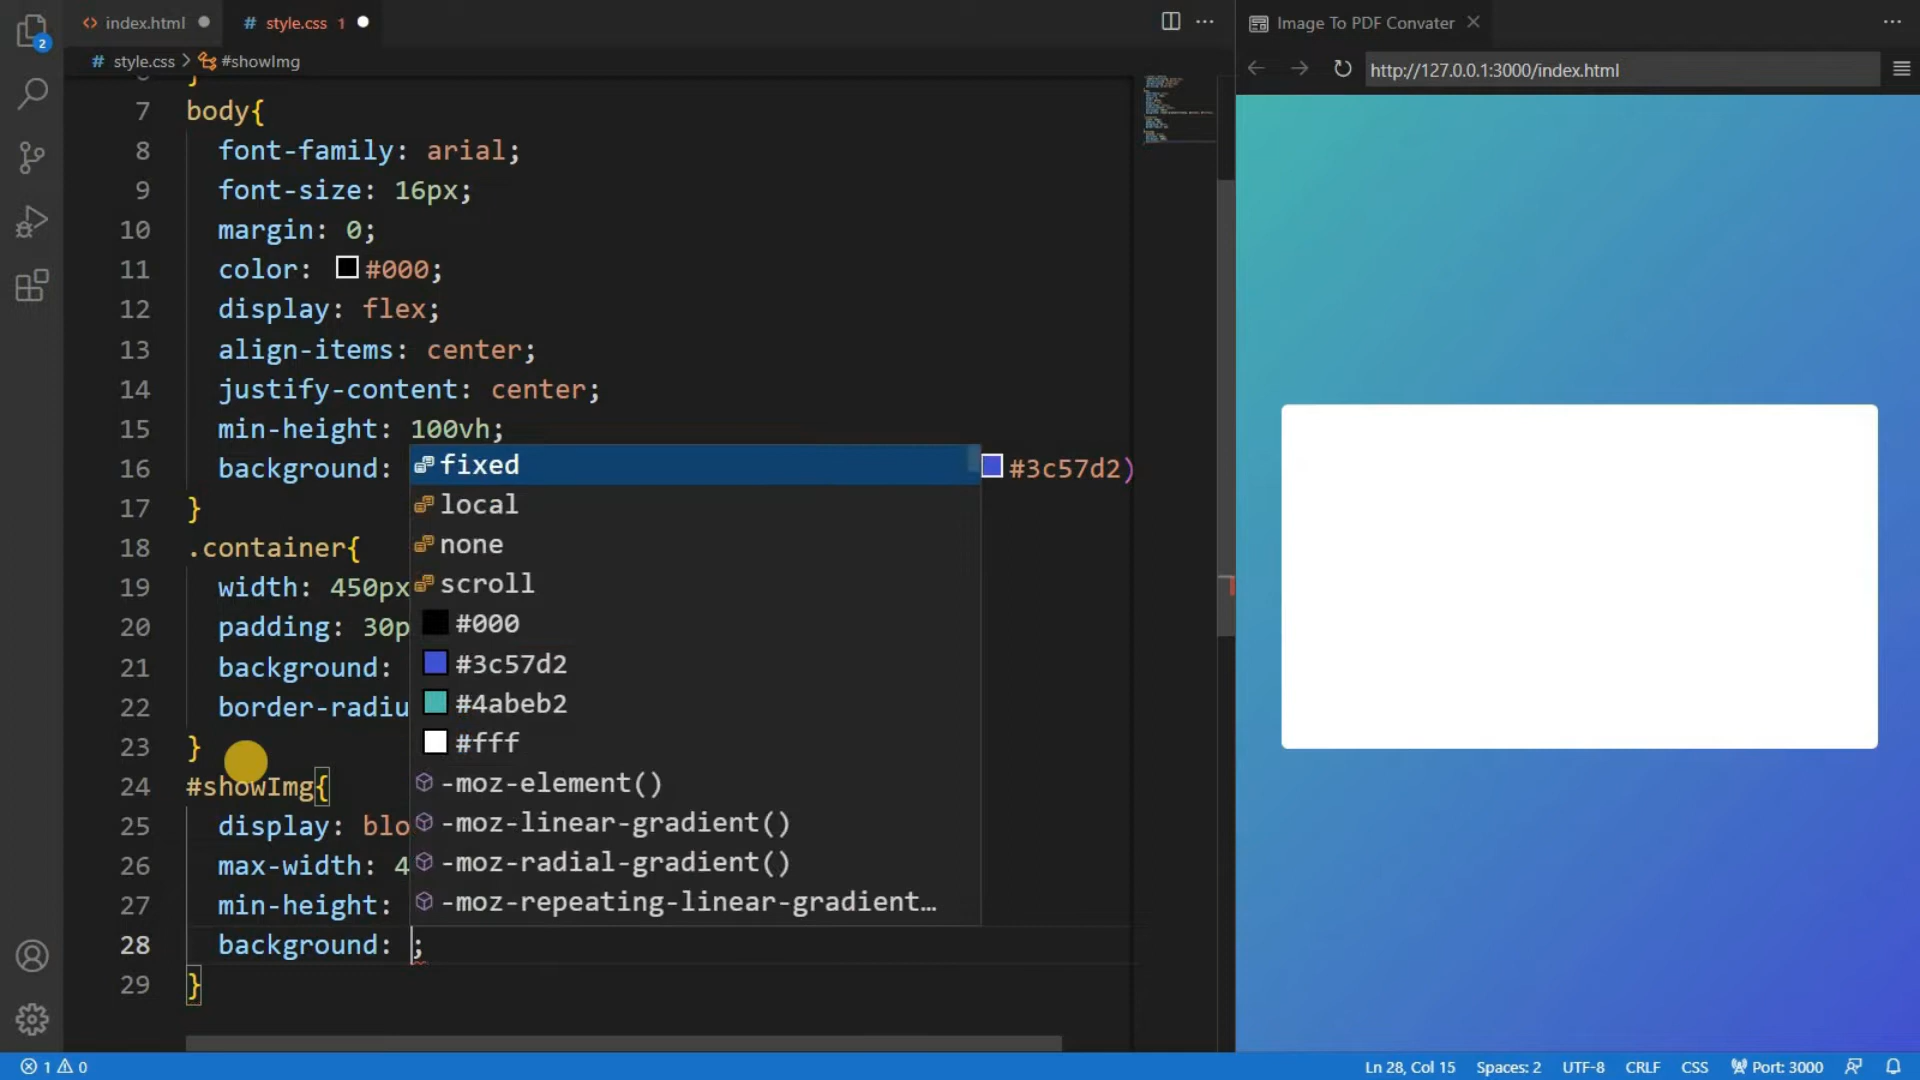 index.html
# style.css 1
Image To PDF Convater
# style.css > #showImg
http://127.0.0.1:3000/index.html
2
}
7 body{
8 font-family: arial;
9 font-size: 16px;
10 margin: 0;
11 color: #000;
12 display: flex;
13 align-items: center;
14 justify-content: center;
15 min-height: 100vh;
16 background: #3c57d2)
17 }
18 .container{
19 width: 450px
20 padding: 30p
21 background:
22 border-radiu
23 }
24 #showImg{
25 display: blo
26 max-width: 4
27 min-height:
28 background: ;
29 }
fixed
local
none
scroll
#000
#3c57d2
#4abeb2
#fff
-moz-element()
-moz-linear-gradient()
-moz-radial-gradient()
-moz-repeating-linear-gradient…
1 0
Ln 28, Col 15 Spaces: 2 UTF-8 CRLF CSS Port: 3000